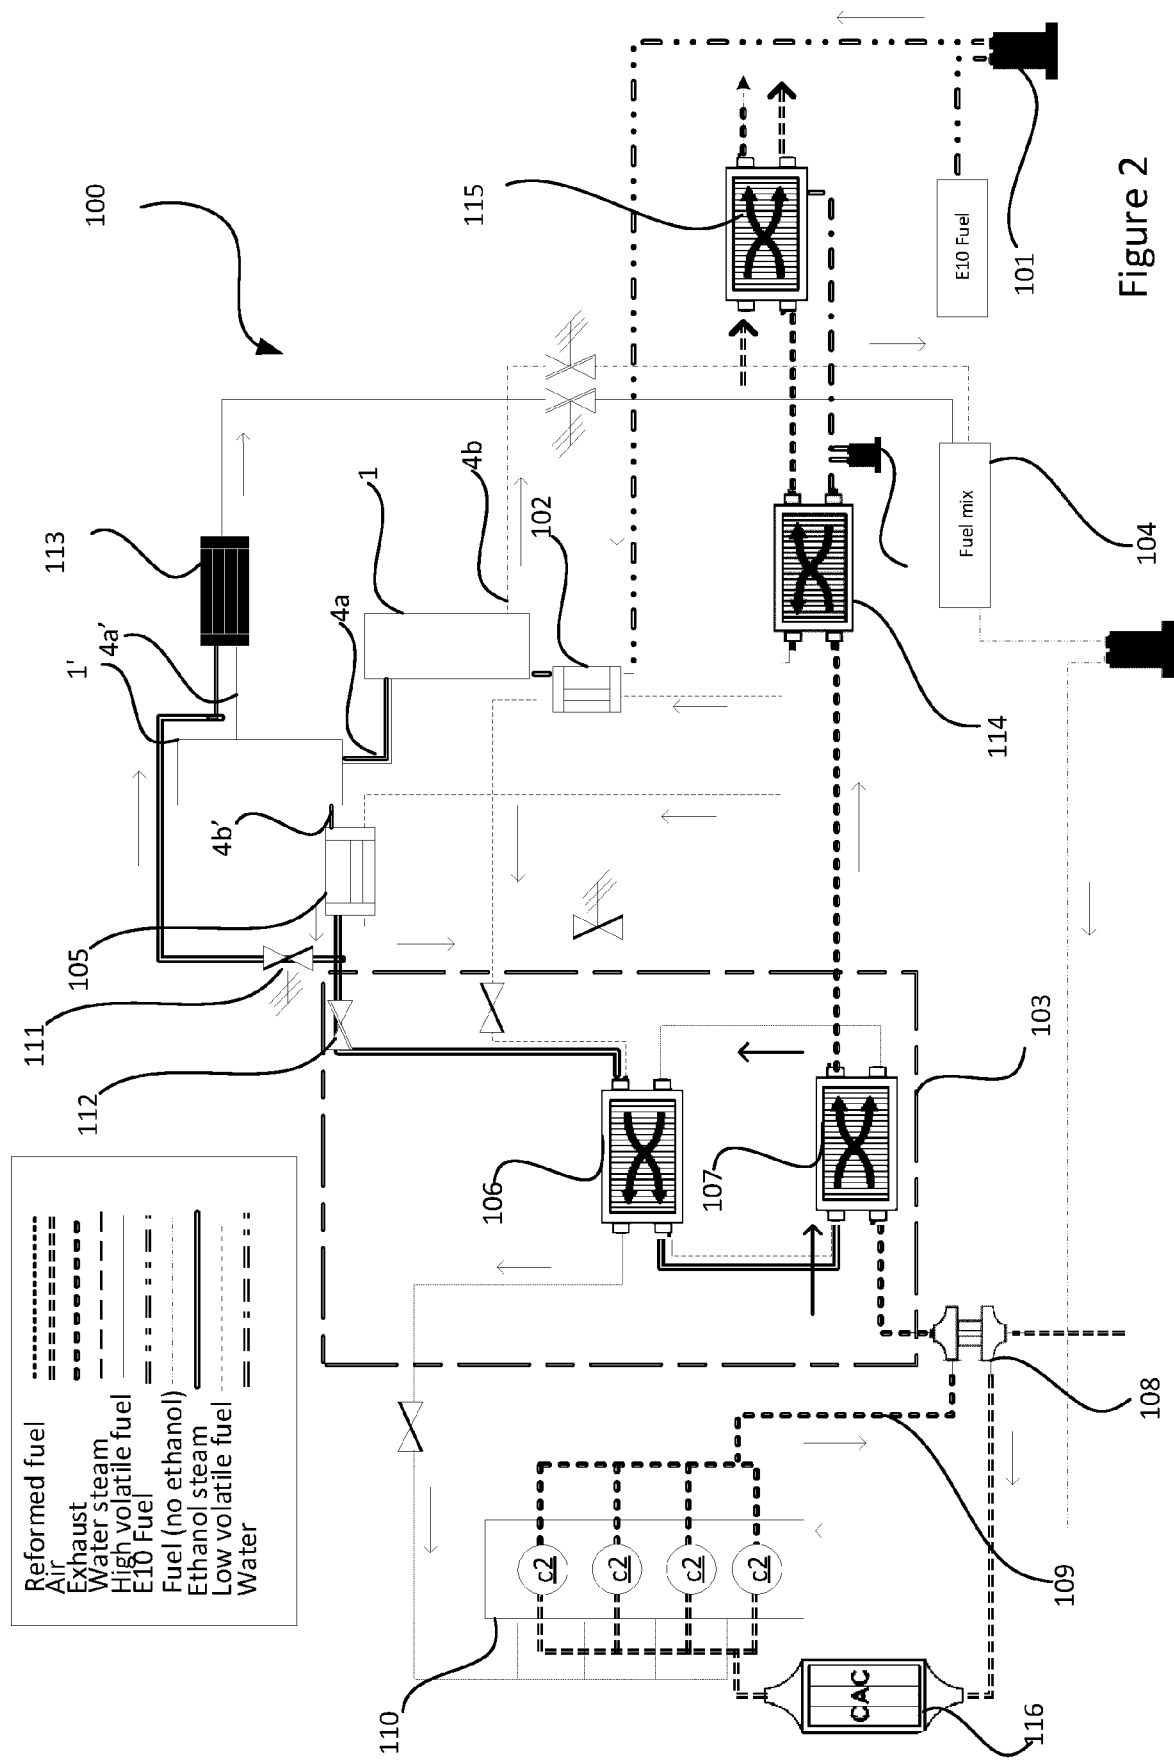 Reformed fuel
Air
Exhaust
Water steam
High volatile fuel
E10 Fuel
Fuel (no ethanol)
Ethanol steam
Low volatile fuel
Water
100
113
1'
4a'
4b'
105
111
112
1
4a
4b
102
115
106
107
103
114
104
Fuel mix
E10 Fuel
101
110
c2
c2
c2
c2
109
108
CAC
116
Figure 2